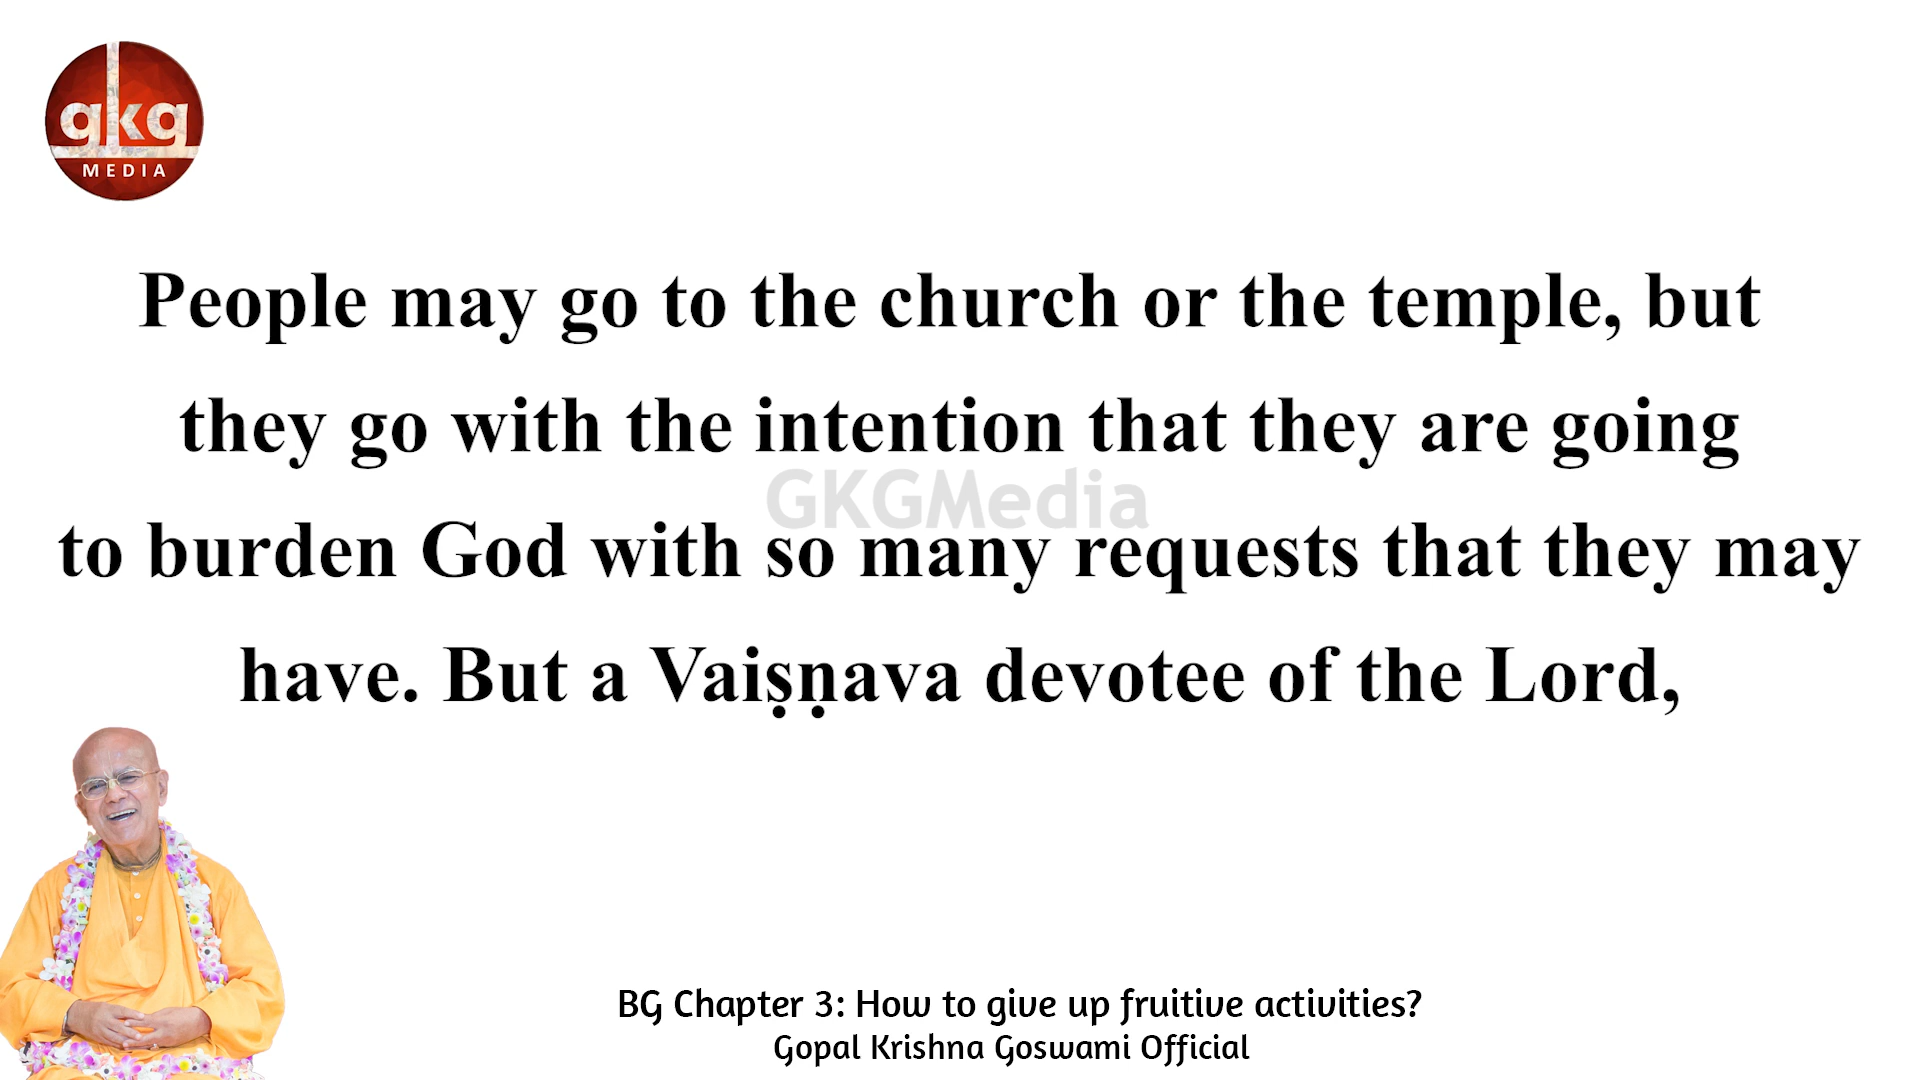 gkg
MEDIA
People may go to the church or the temple, but
they go with the intention that they are going
GKGMedia
to burden God with so many requests that they may
have. But a Vaiṣṇava devotee of the Lord,
BG Chapter 3: How to give up fruitive activities?
Gopal Krishna Goswami Official